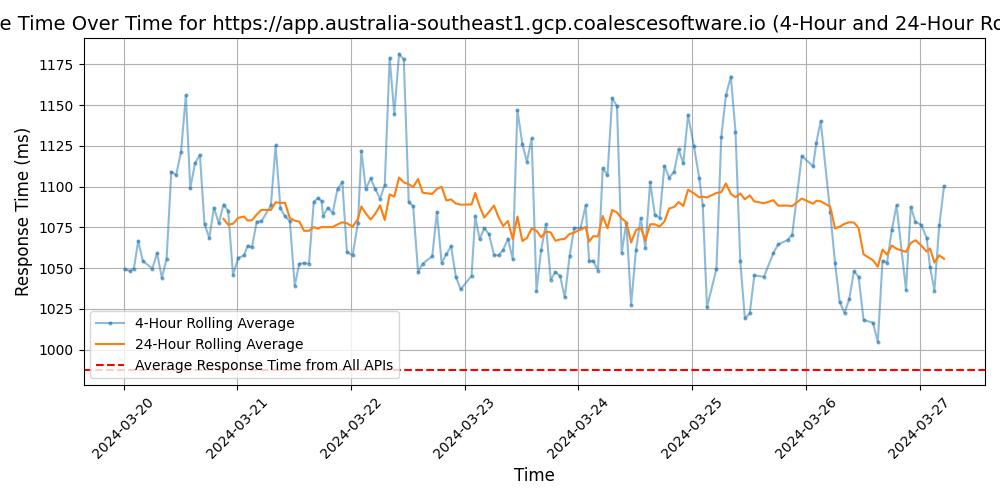 e Time Over Time for https://app.australia-southeast1.gcp.coalescesoftware.io (4-Hour and 24-Hour Ro
Response Time (ms)
1175
1150
1125
1100
1075
1050
1025
1000
4-Hour Rolling Average
24-Hour Rolling Average
Average Response Time from All APIs
2024-03-20
2024-03-21
2024-03-22
2024-03-23
2024-03-24
2024-03-25
2024-03-26
2024-03-27
Time